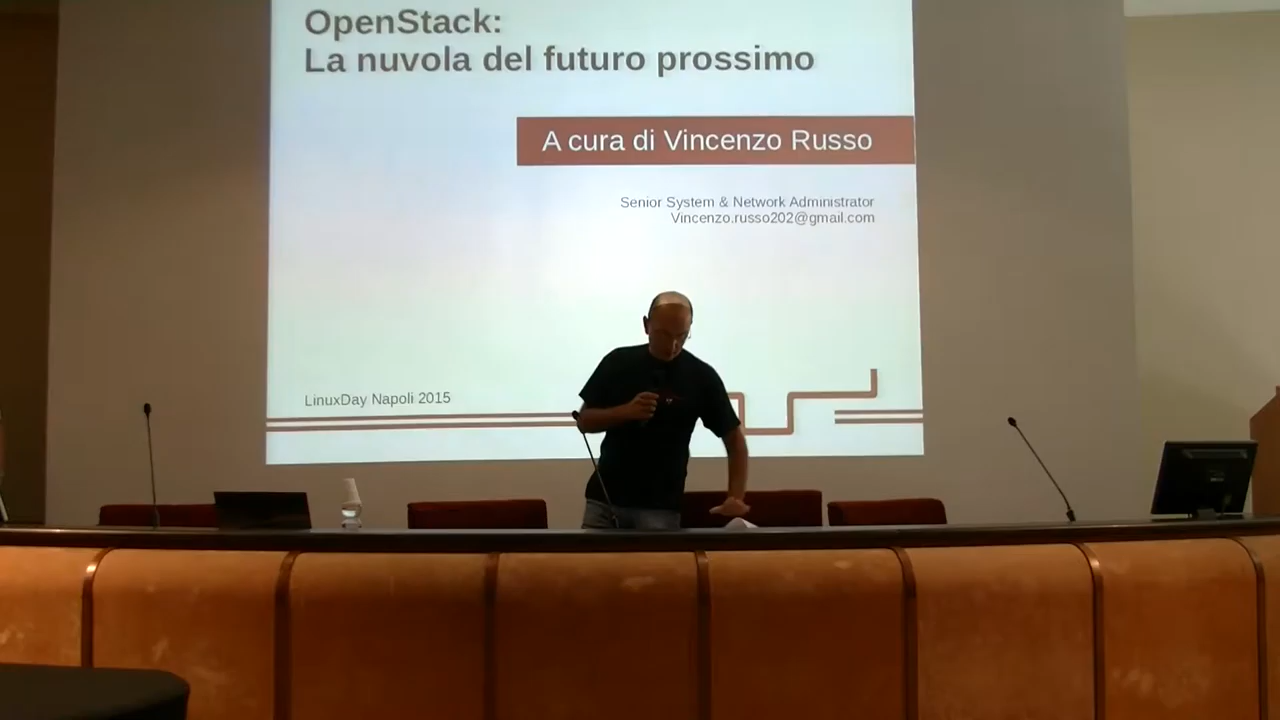 OpenStack:
La nuvola del futuro prossimo
A cura di Vincenzo Russo
Senior System & Network Administrator
Vincenzo.russo202@gmail.com
LinuxDay Napoli 2015